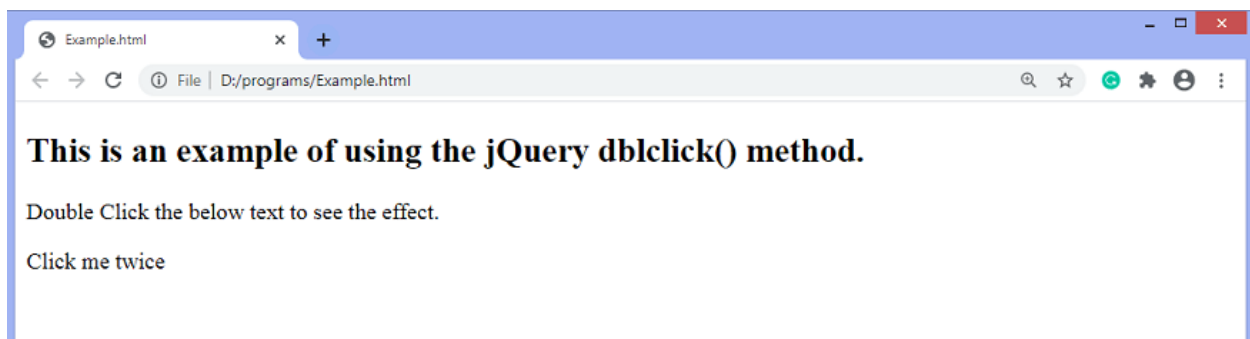 Example.html
File | D:/programs/Example.html
This is an example of using the jQuery dblclick() method.
Double Click the below text to see the effect.
Click me twice